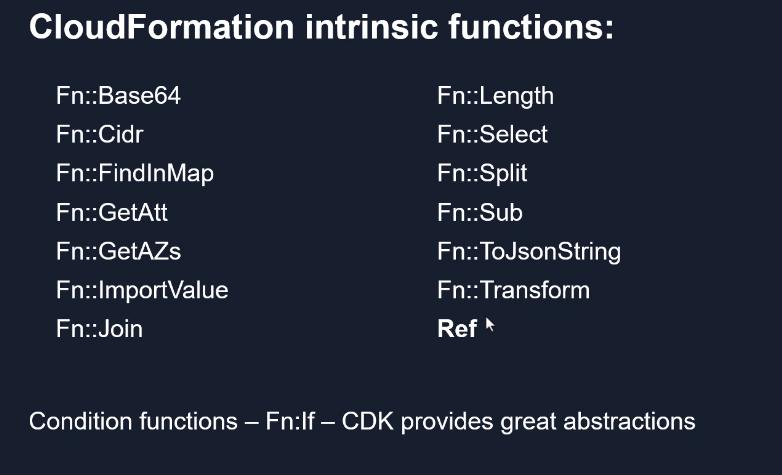 CloudFormation intrinsic functions:
Fn::Base64
Fn::Cidr
Fn::FindInMap
Fn::GetAtt
Fn::GetAZs
Fn::ImportValue
Fn::Join
Fn::Length
Fn::Select
Fn::Split
Fn::Sub
Fn::ToJsonString
Fn::Transform
Ref
Condition functions – Fn:If – CDK provides great abstractions